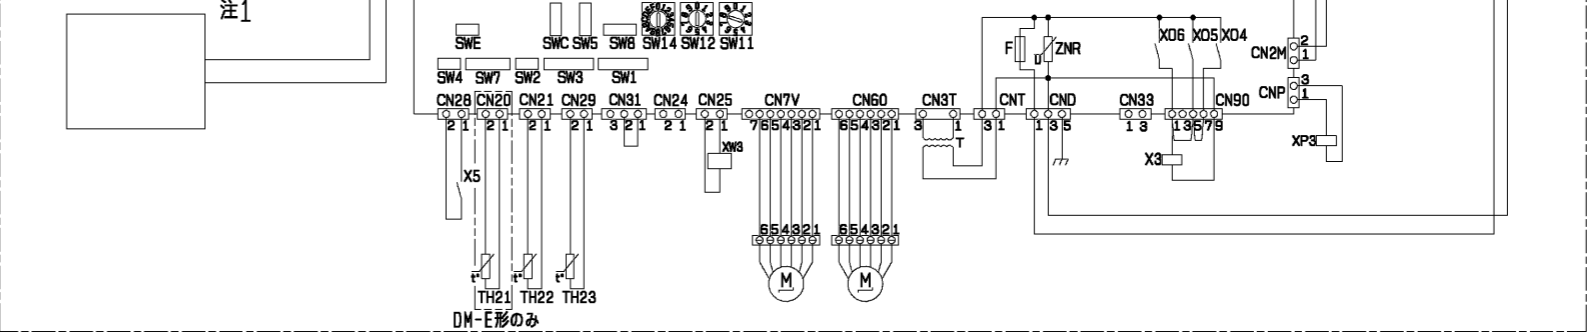 注1
SWE SWC SW5 SW8 SW14 SW12 SW11
F ZNR X06 X05 X04
U
CN2M 2 1
SW4 SW7 SW2 SW3 SW1
CNP 3 1
CN28 CN20 CN21 CN29 CN31 CN24 CN25 CN7V CN60 CN3T CNT CND CN33 CN90
2 1 2 1 2 1 2 1 3 2 1 2 1 2 1 7 6 5 4 3 2 1 6 5 4 3 2 1 3 1 3 1 1 3 5 1 3 1 3 5 7 9
XW3 T X3 XP3
X5
6 5 4 3 2 1 6 5 4 3 2 1
t° t° t° M M
TH21 TH22 TH23
DM-E形のみ